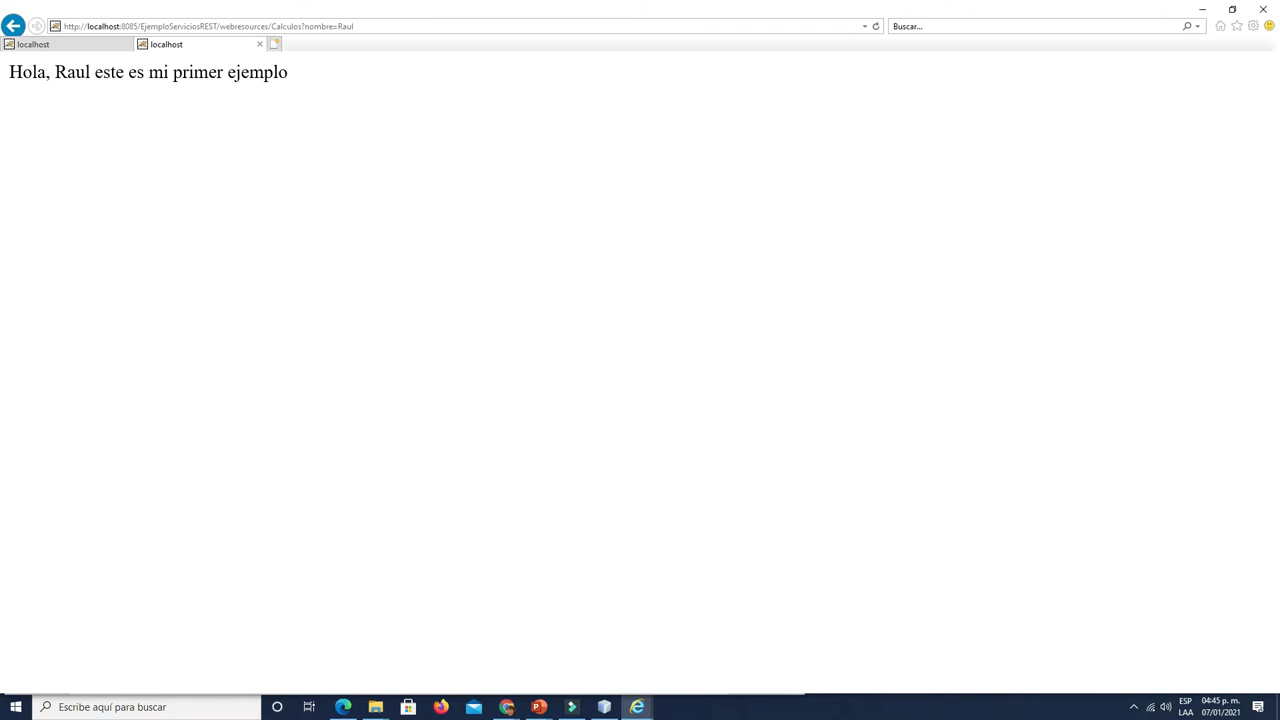 http://localhost:8085/EjemploServiciosREST/webresources/Calculos?nombre=Raul
Buscar...
localhost
localhost
Hola, Raul este es mi primer ejemplo
Escribe aquí para buscar
ESP
LAA
04:45 p. m.
07/01/2021